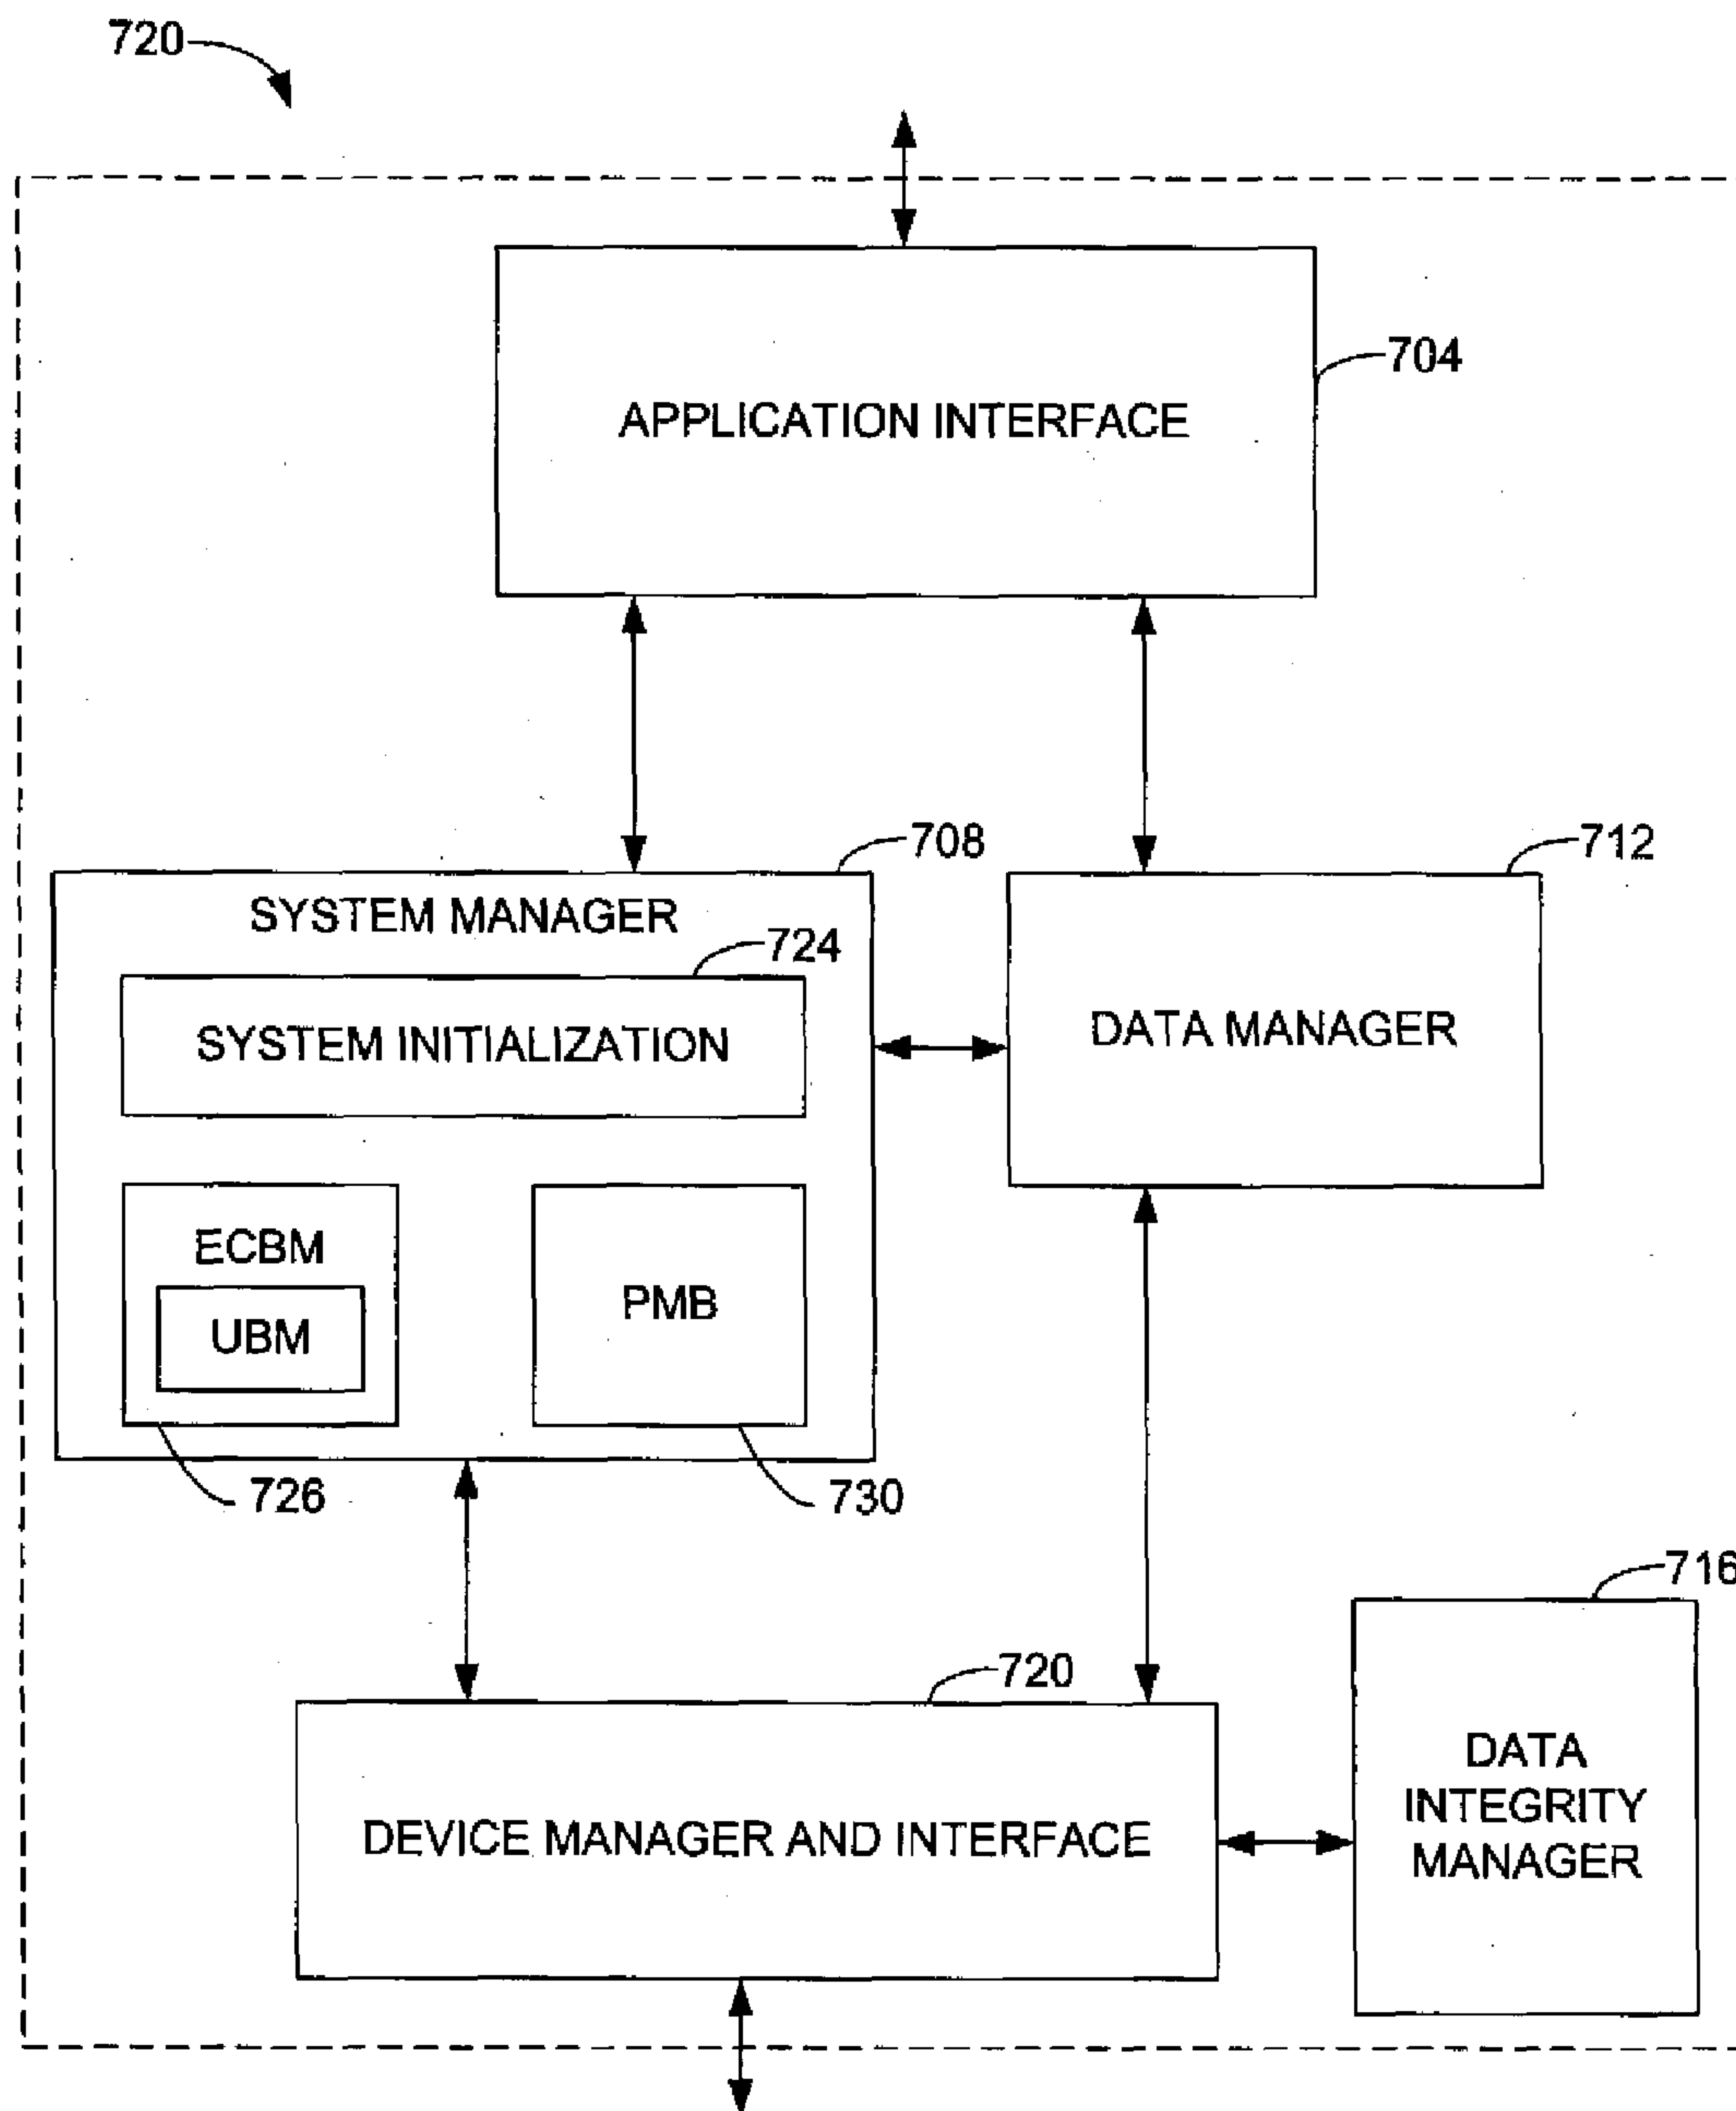 720
APPLICATION INTERFACE
704
708
712
SYSTEM MANAGER
724
SYSTEM INITIALIZATION
DATA MANAGER
ECBM
UBM
PMB
726
730
716
720
DEVICE MANAGER AND INTERFACE
DATA
INTEGRITY
MANAGER